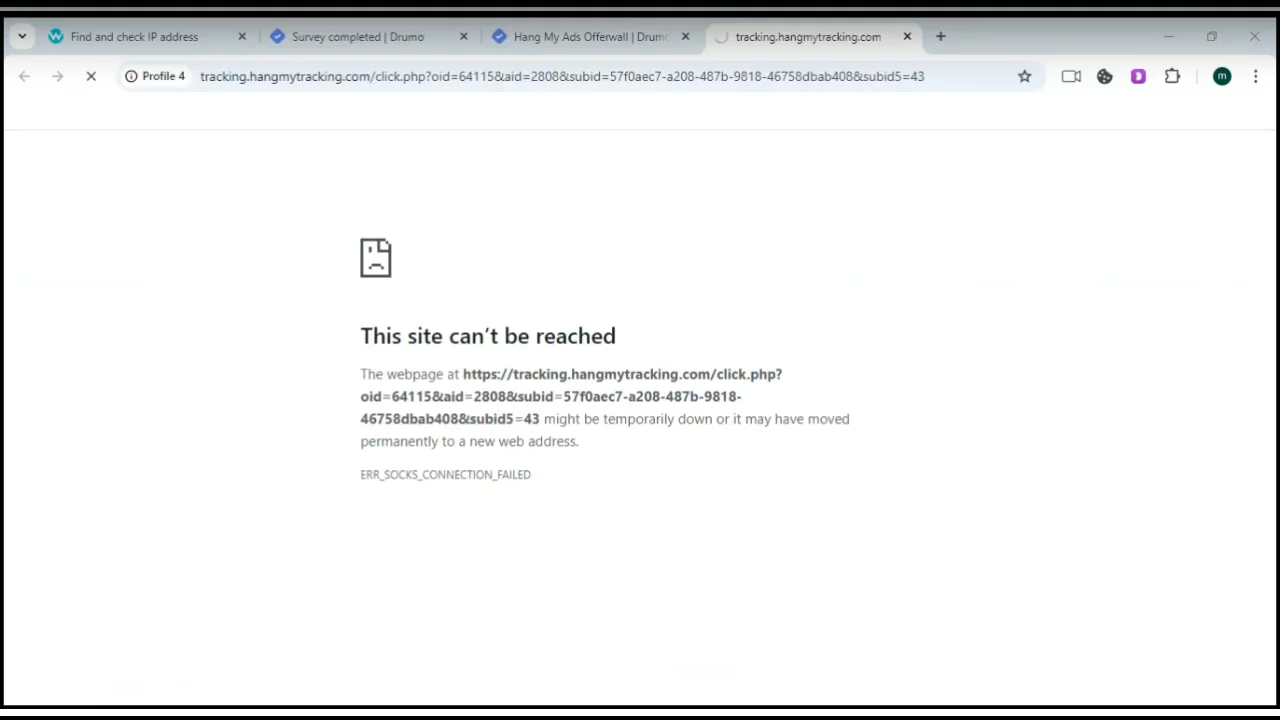 Find and check IP address
Survey completed | Drumo
Hang My Ads Offerwall | Drumo
tracking.hangmytracking.com
Profile 4
tracking.hangmytracking.com/click.php?oid=64115&aid=2808&subid=57f0aec7-a208-487b-9818-46758dbab408&subid5=43
m
This site can't be reached
The webpage at https://tracking.hangmytracking.com/click.php?
oid=64115&aid=2808&subid=57f0aec7-a208-487b-9818-
46758dbab408&subid5=43 might be temporarily down or it may have moved
permanently to a new web address.
ERR_SOCKS_CONNECTION_FAILED